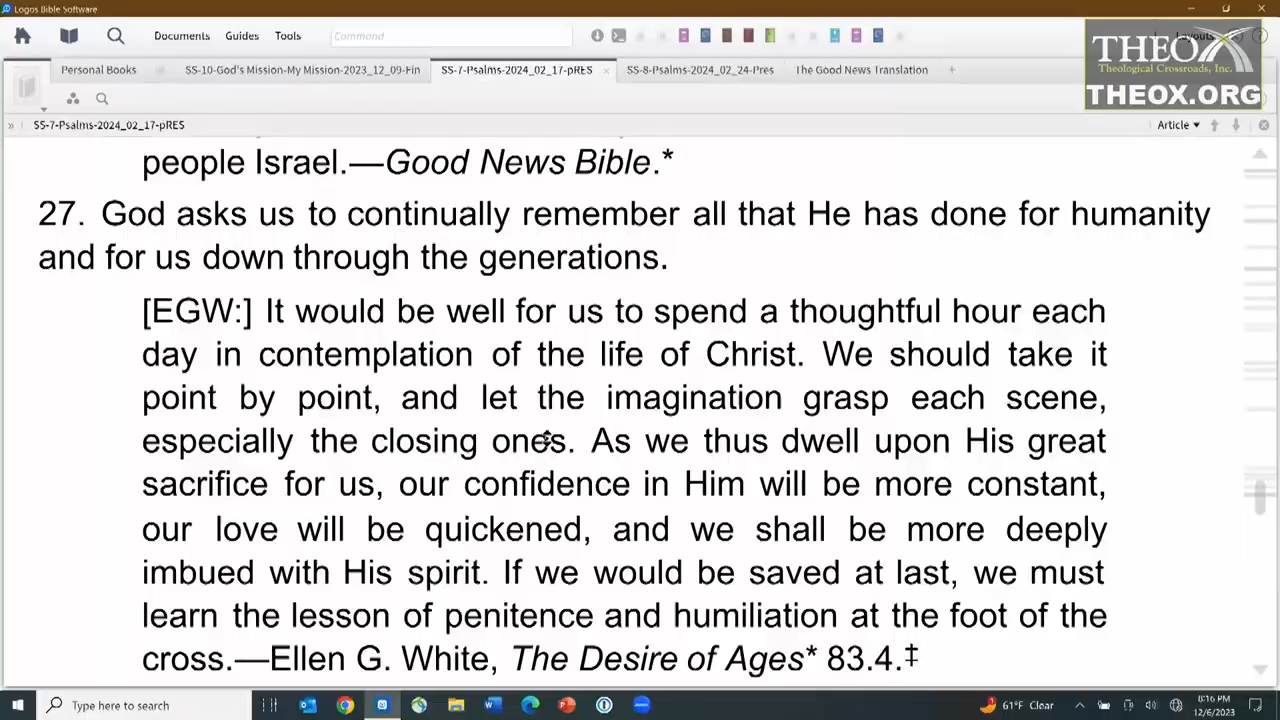 Logos Bible Software
Documents Guides Tools Command Layouts
THEOX
Theological Crossroads, Inc.
THEOX.ORG
Personal Books SS-10-God's Mission-My Mission-2023_12_09-Fin SS-7-Psalms-2024_02_17-pRES SS-8-Psalms-2024_02_24-Pres The Good News Translation
SS-7-Psalms-2024_02_17-pRES Article
people Israel.—Good News Bible.*
27. God asks us to continually remember all that He has done for humanity
and for us down through the generations.
[EGW:] It would be well for us to spend a thoughtful hour each
day in contemplation of the life of Christ. We should take it
point by point, and let the imagination grasp each scene,
especially the closing ones. As we thus dwell upon His great
sacrifice for us, our confidence in Him will be more constant,
our love will be quickened, and we shall be more deeply
imbued with His spirit. If we would be saved at last, we must
learn the lesson of penitence and humiliation at the foot of the
cross.—Ellen G. White, The Desire of Ages* 83.4.‡
Type here to search 61°F Clear 8:16 PM
12/6/2023